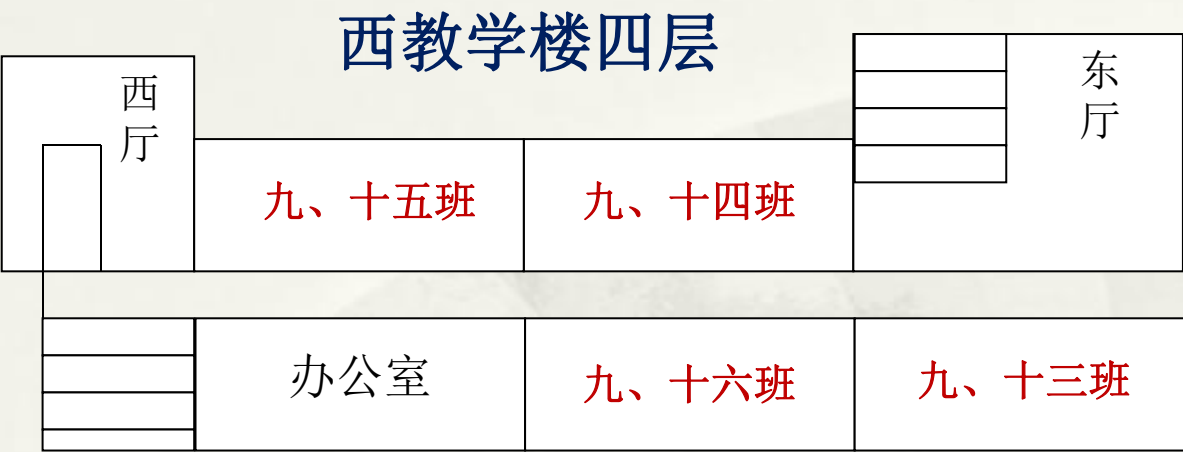 西教学楼四层
西厅
东厅
九、十五班
九、十四班
办公室
九、十六班
九、十三班